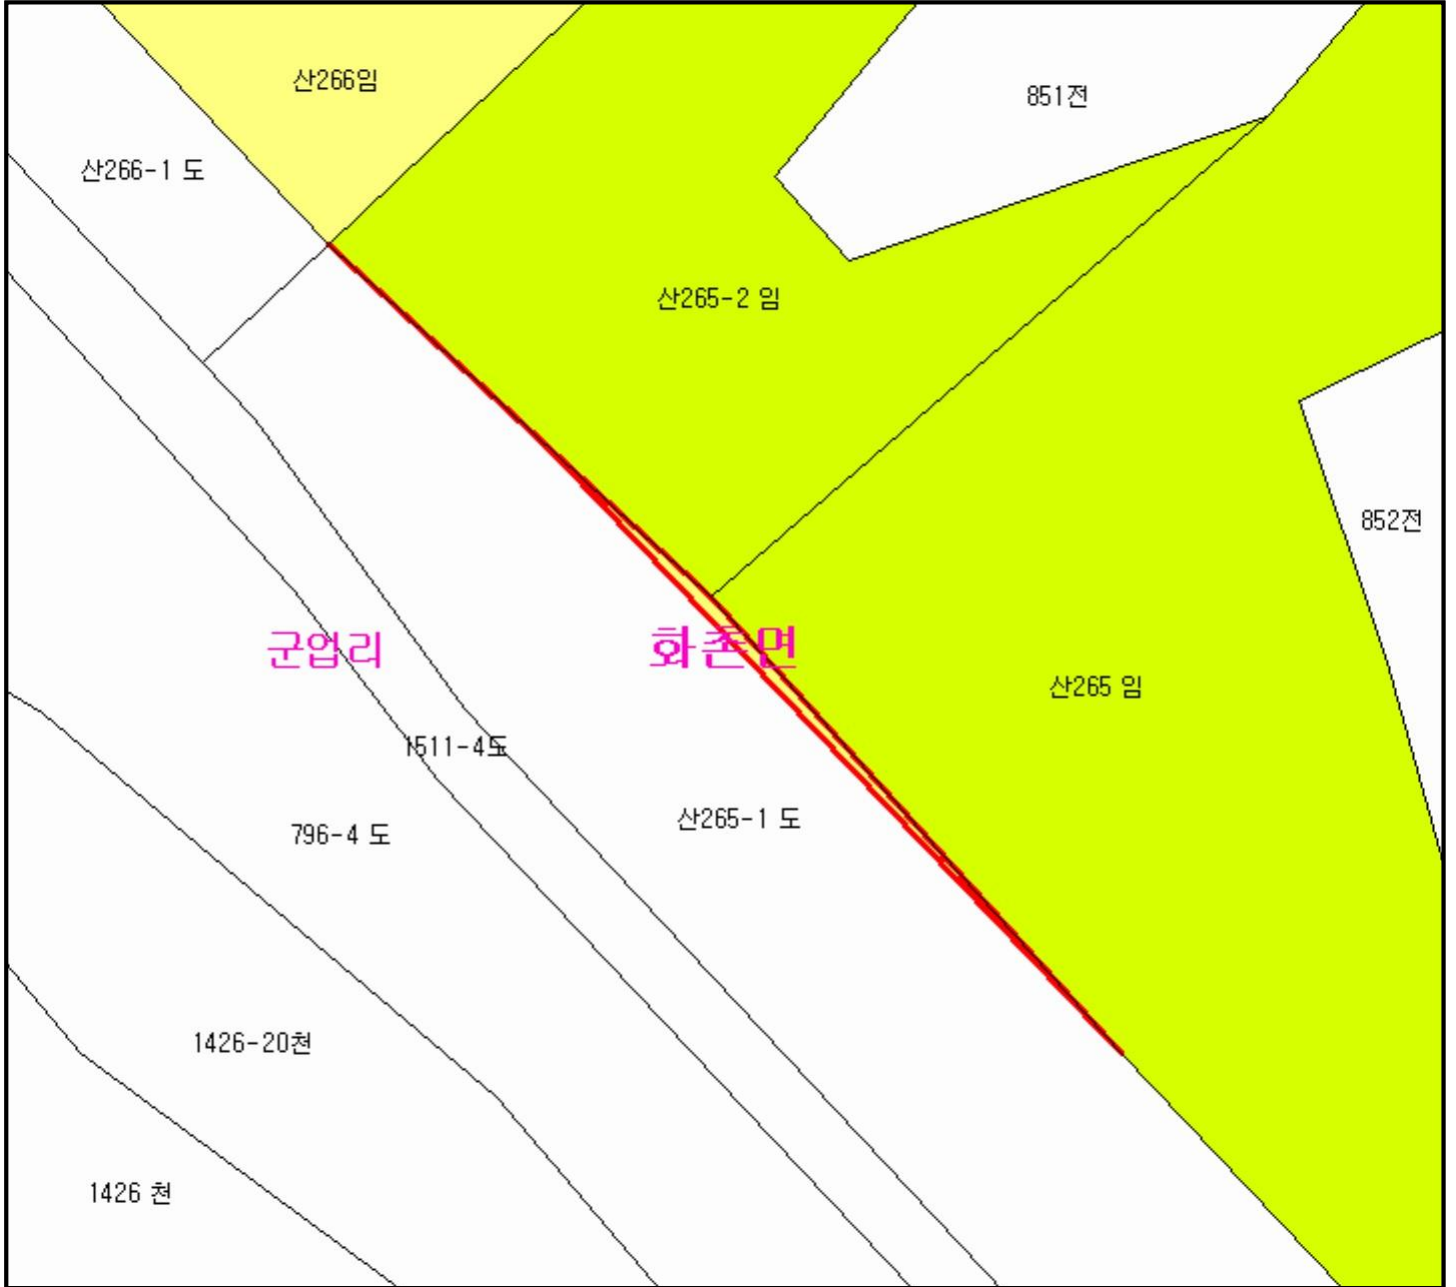 산266임
851전
산266-1 도
산265-2 임
852전
군업리
화촌면
산265 임
1511-4도
산265-1 도
796-4 도
1426-20천
1426 천